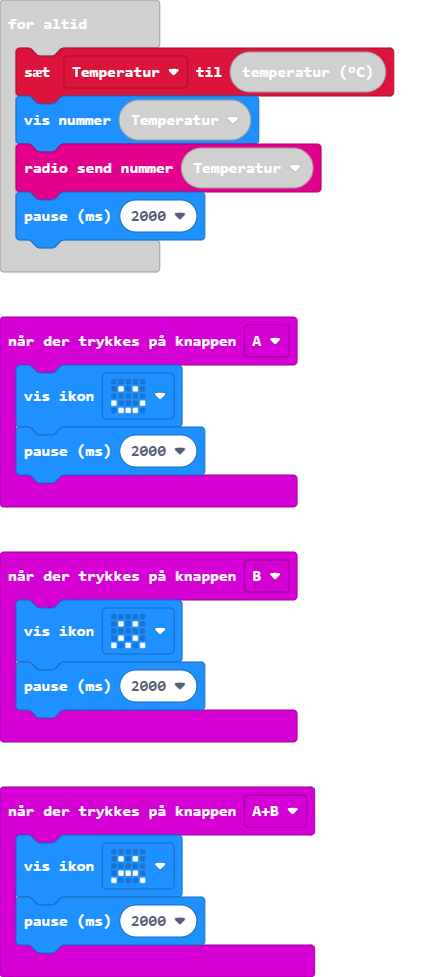 for altid
sæt Temperatur til temperatur (ºC)
vis nummer Temperatur
radio send nummer Temperatur
pause (ms) 2000
når der trykkes på knappen A
vis ikon
pause (ms) 2000
når der trykkes på knappen B
vis ikon
pause (ms) 2000
når der trykkes på knappen A+B
vis ikon
pause (ms) 2000